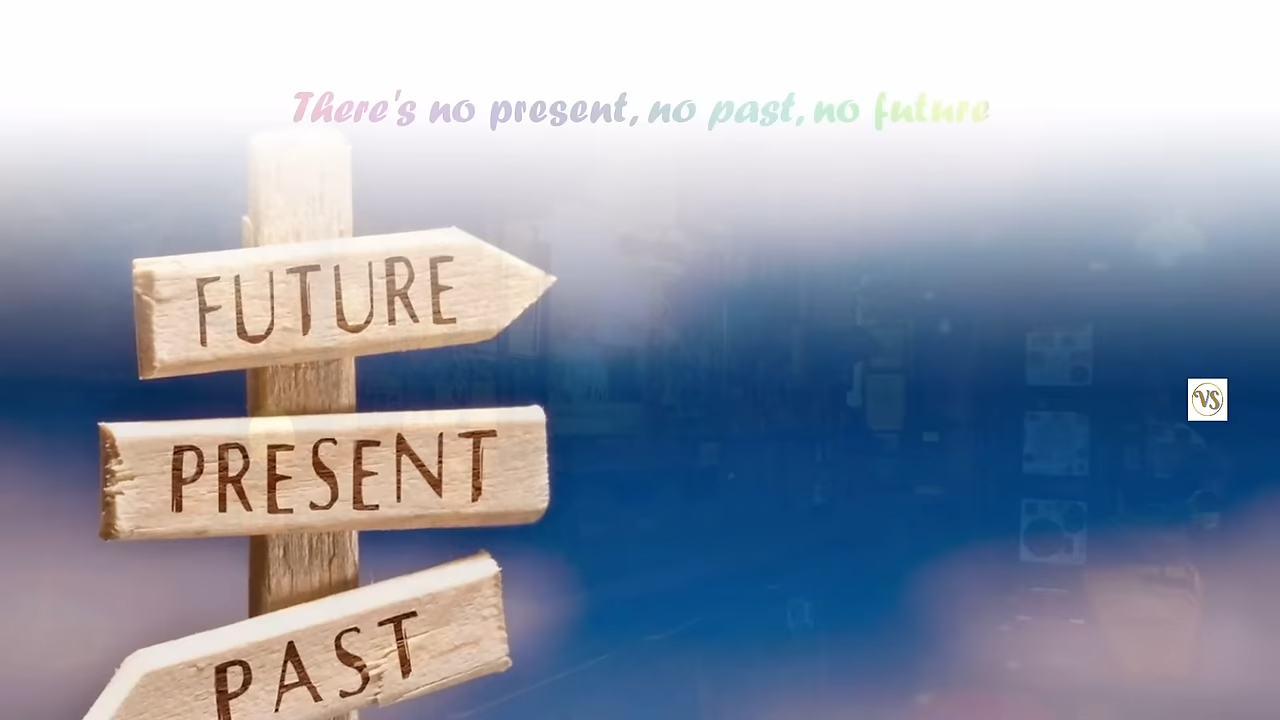 There's no present, no past, no future
FUTURE
PRESENT
VS
PAST